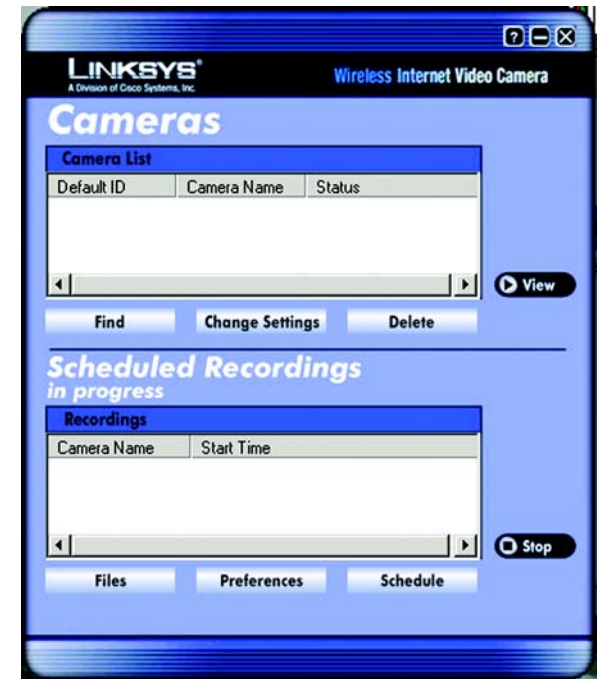 ?
LINKSYS®
A Division of Cisco Systems, Inc.
Wireless Internet Video Camera
Cameras
Camera List
Default ID Camera Name Status
View
Find Change Settings Delete
Scheduled Recordings
in progress
Recordings
Camera Name Start Time
Stop
Files Preferences Schedule